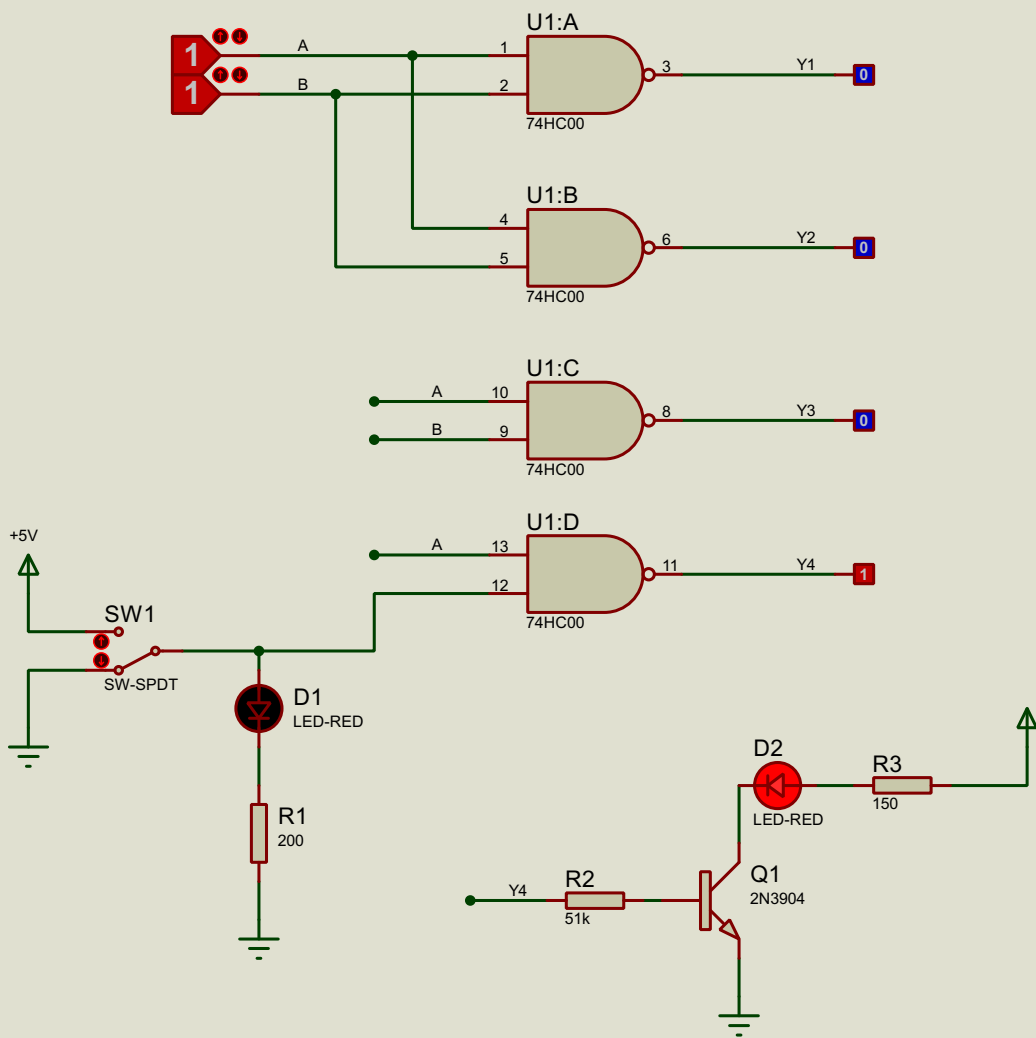 U1:A
1
A
1
3
Y1
0
1
B
2
74HC00
U1:B
4
6
Y2
0
5
74HC00
U1:C
A
10
8
Y3
0
B
9
74HC00
U1:D
+5V
A
13
11
Y4
1
12
74HC00
SW1
SW-SPDT
D1
LED-RED
D2
R3
LED-RED
150
R1
200
R2
Q1
Y4
2N3904
51k